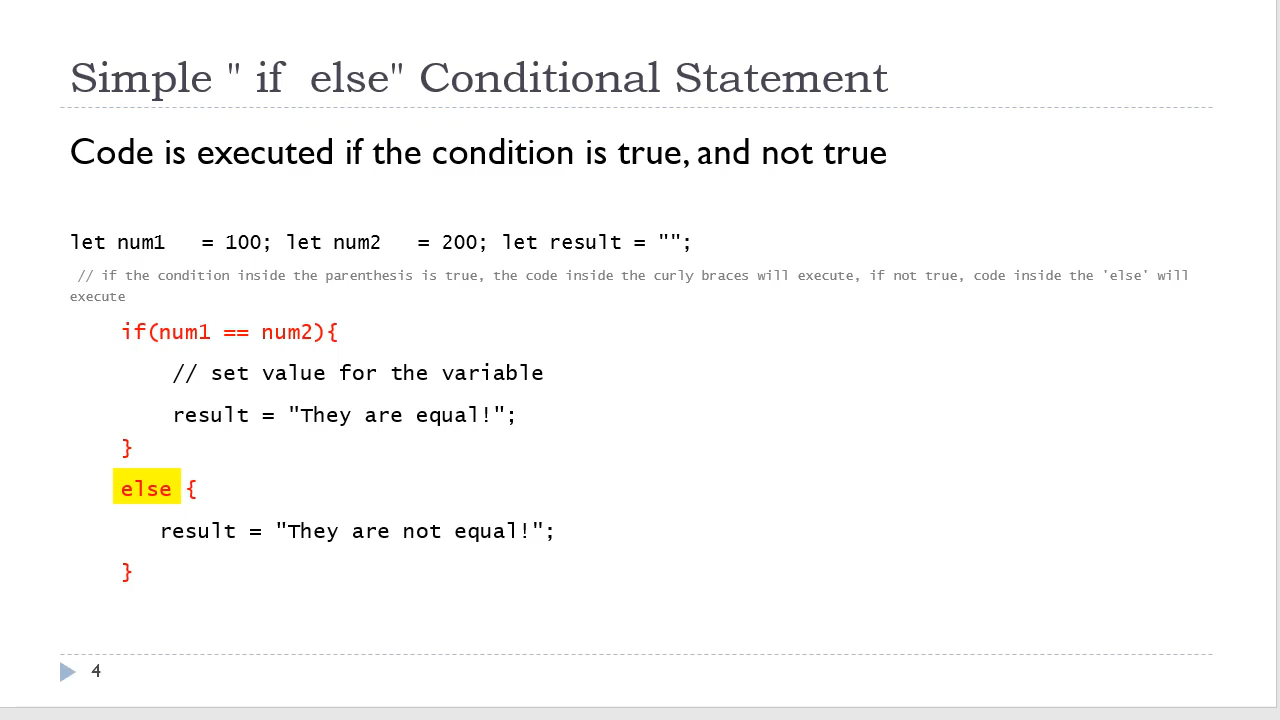 Simple " if  else" Conditional Statement
Code is executed if the condition is true, and not true
let num1   = 100; let num2   = 200; let result = "";
// if the condition inside the parenthesis is true, the code inside the curly braces will execute, if not true, code inside the 'else' will
execute
if(num1 == num2){
// set value for the variable
result = "They are equal!";
}
else {
result = "They are not equal!";
}
4